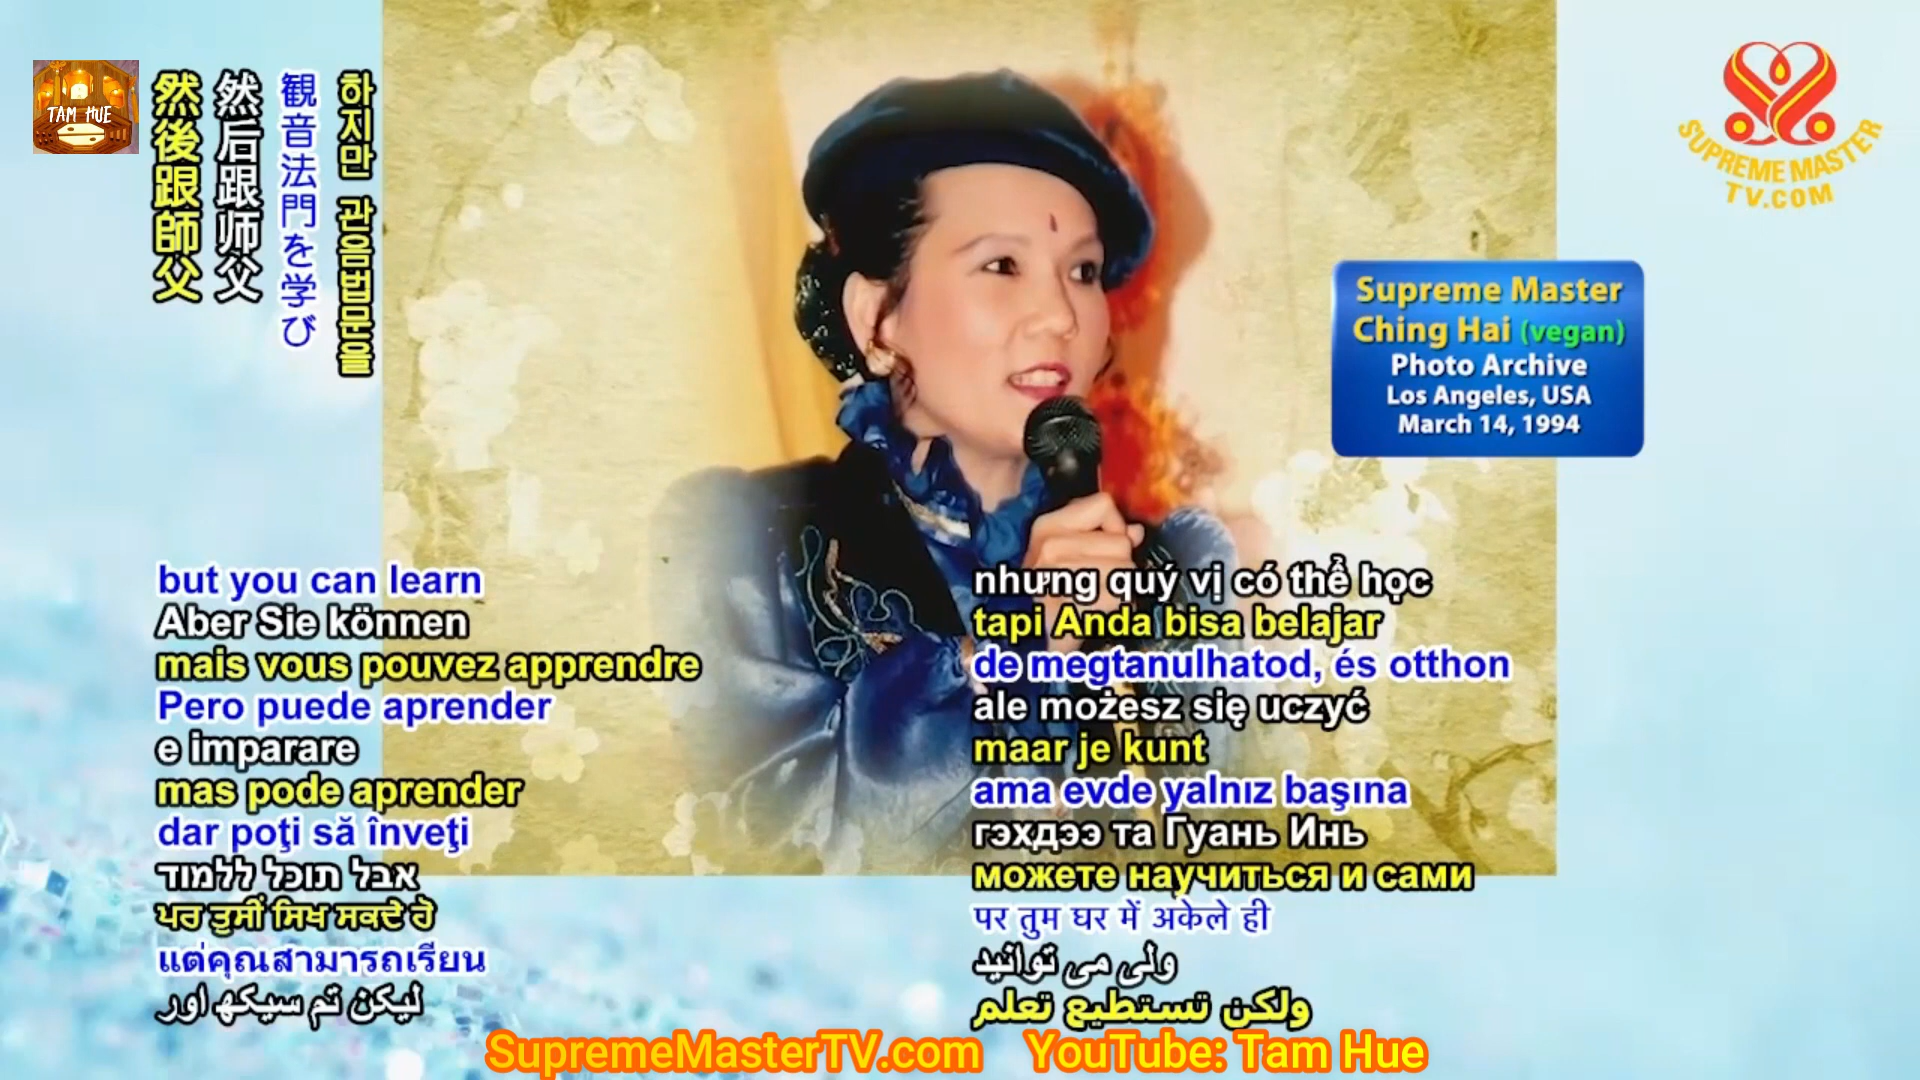 TAM HUE
然後跟師父
然后跟师父
観音法門を学び
하지만 관음법문을
SUPREME MASTER
TV.COM
Supreme Master
Ching Hai (vegan)
Photo Archive
Los Angeles, USA
March 14, 1994
but you can learn
Aber Sie können
mais vous pouvez apprendre
Pero puede aprender
e imparare
mas pode aprender
dar poţi să înveţi
אבל תוכל ללמוד
ਪਰ ਤੁਸੀਂ ਸਿਖ ਸਕਦੇ ਹੋ
แต่คุณสามารถเรียน
لیکن تم سیکھ اور
nhưng quý vị có thể học
tapi Anda bisa belajar
de megtanulhatod, és otthon
ale możesz się uczyć
maar je kunt
ama evde yalnız başına
гэхдээ та Гуань Инь
можете научиться и сами
पर तुम घर में अकेले ही
ولی می توانید
ولكن تستطيع تعلم
SupremeMasterTV.com YouTube: Tam Hue